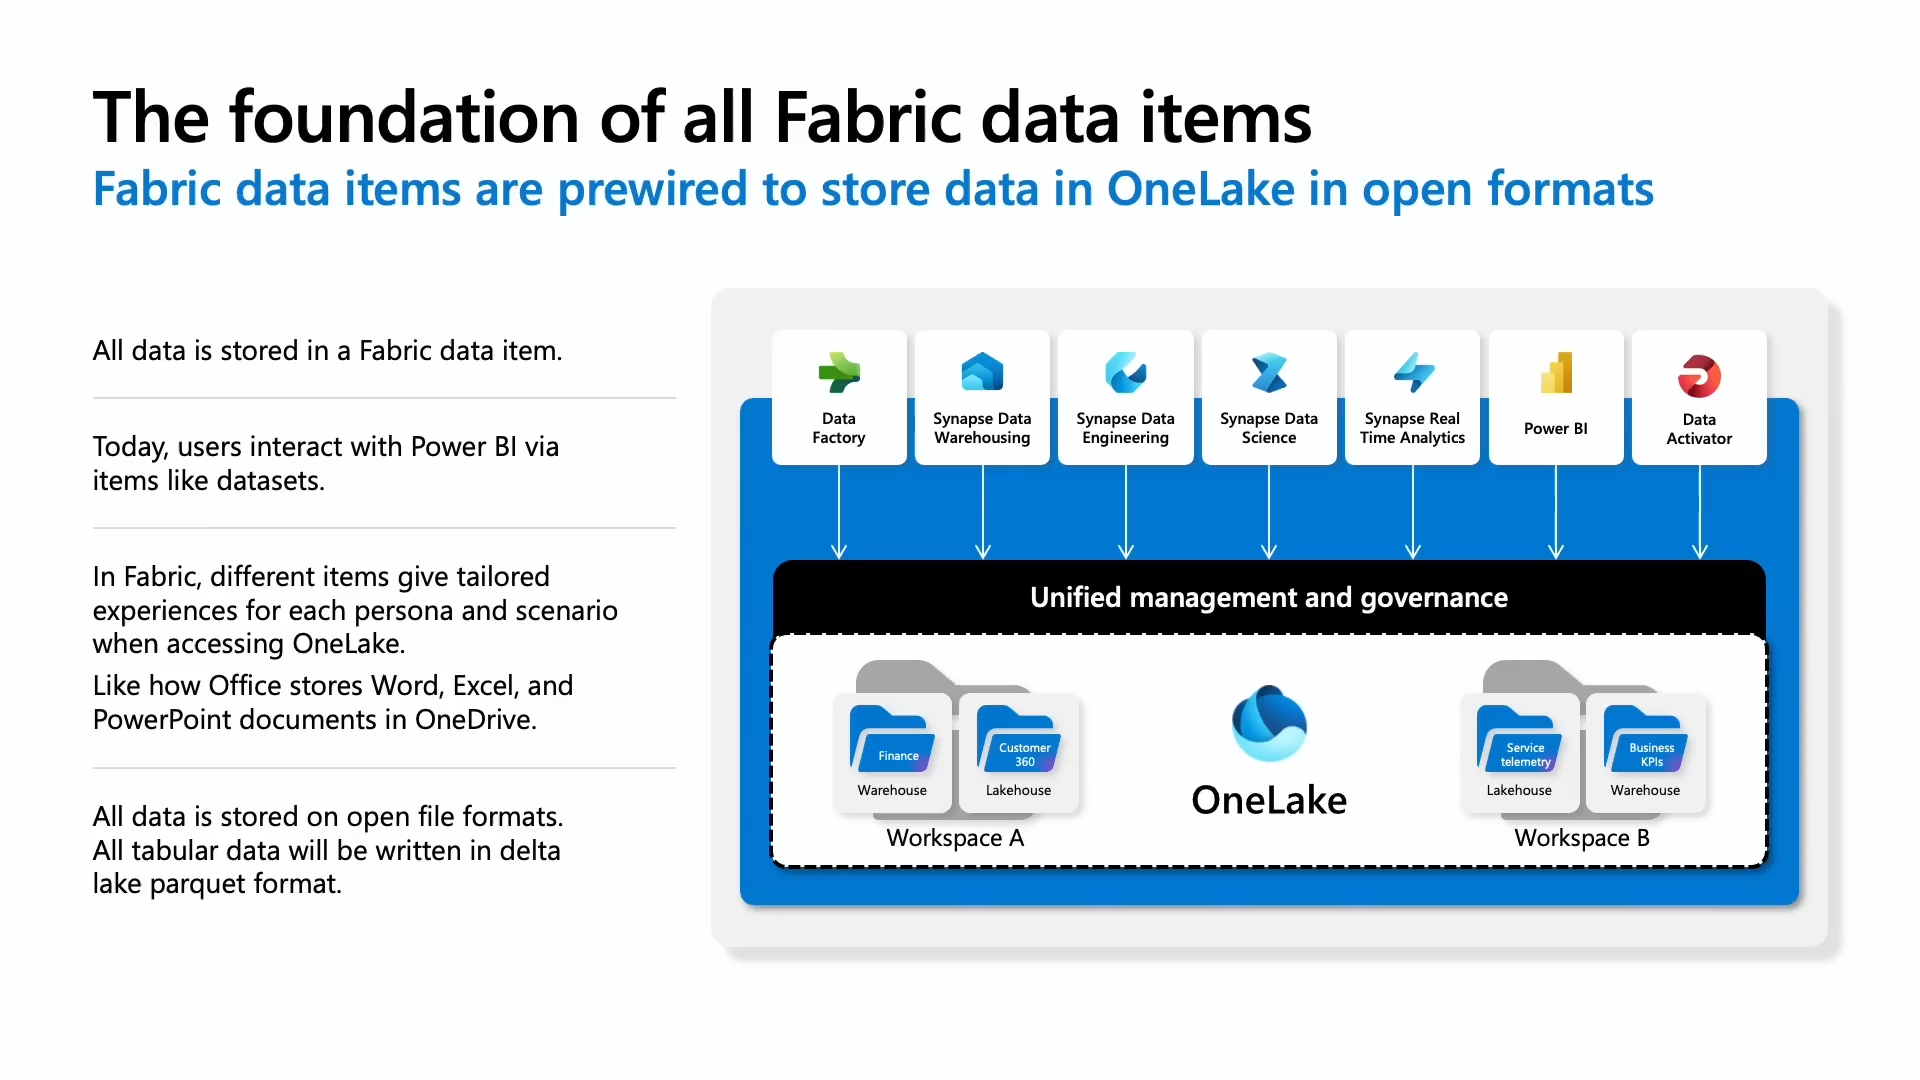 The foundation of all Fabric data items
Fabric data items are prewired to store data in OneLake in open formats
All data is stored in a Fabric data item.
Today, users interact with Power BI via
items like datasets.
In Fabric, different items give tailored
experiences for each persona and scenario
when accessing OneLake.
Like how Office stores Word, Excel, and
PowerPoint documents in OneDrive.
All data is stored on open file formats.
All tabular data will be written in delta
lake parquet format.
Data
Factory
Synapse Data
Warehousing
Synapse Data
Engineering
Synapse Data
Science
Synapse Real
Time Analytics
Power BI
Data
Activator
Unified management and governance
Finance
Warehouse
Customer
360
Lakehouse
Workspace A
OneLake
Service
telemetry
Lakehouse
Business
KPIs
Warehouse
Workspace B